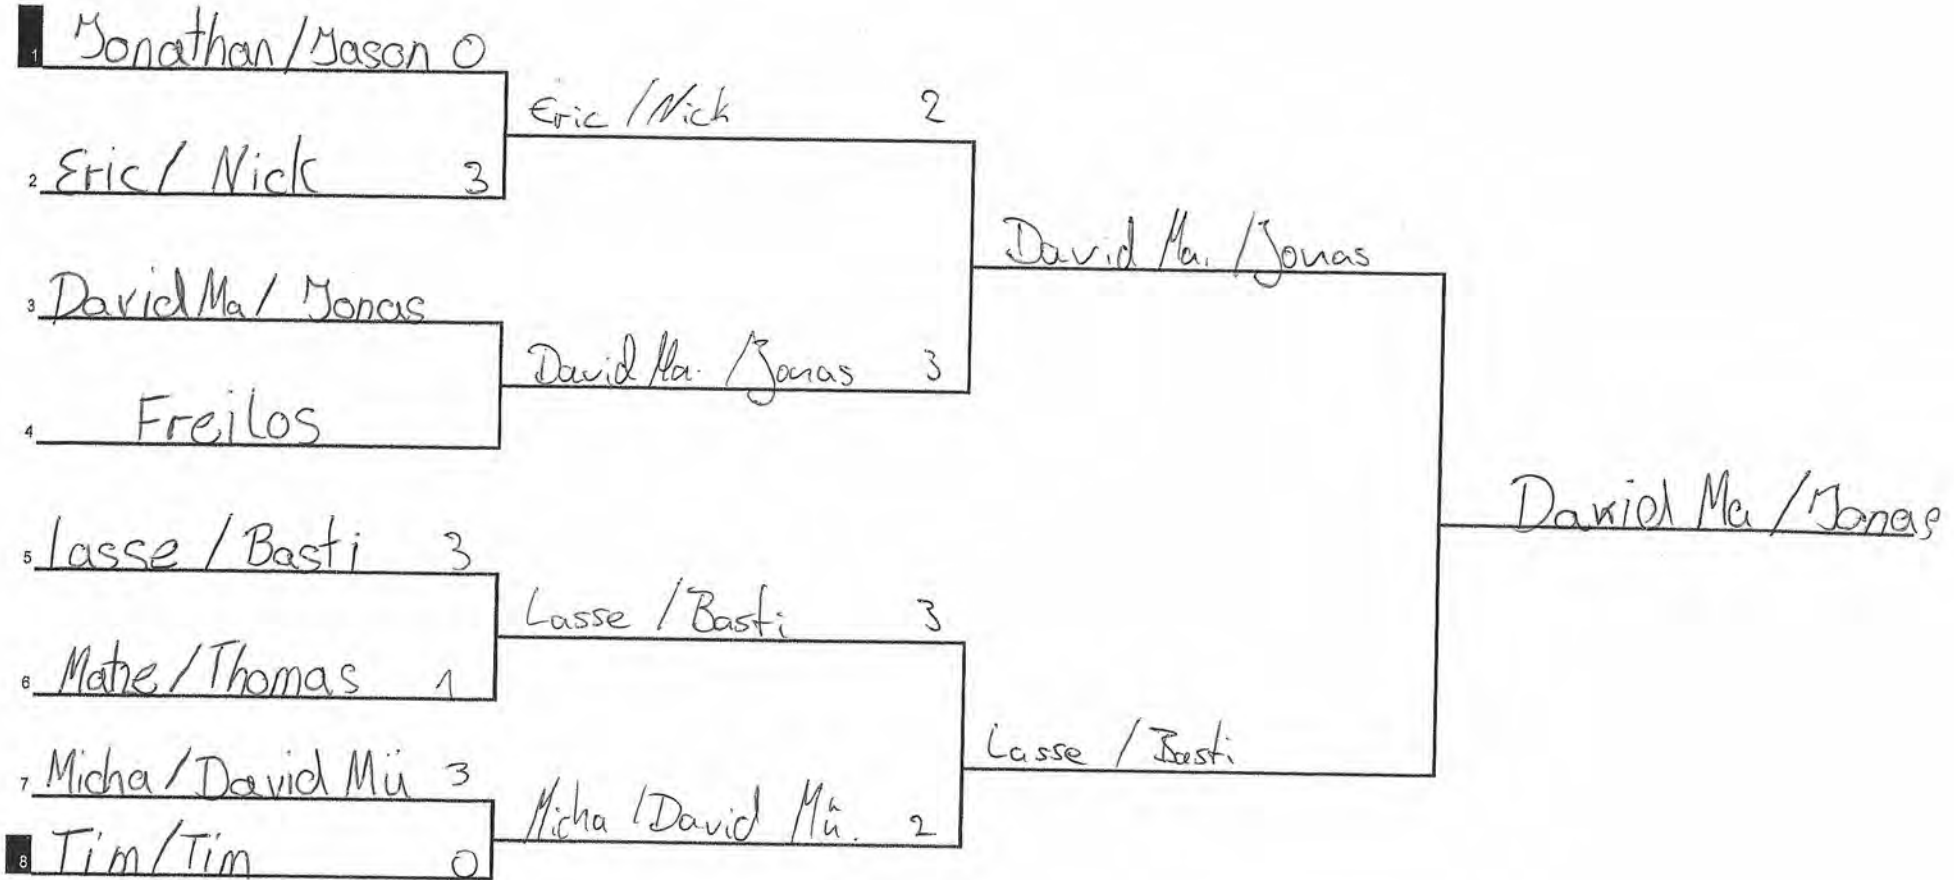 1 Jonathan/Jason 0
2 Eric/ Nick 3
3 David Ma/ Jonas
4 Freilos
5 Lasse / Basti 3
6 Mahe/Thomas 1
7 Micha/David Mü 3
8 Tim/Tim 0
Eric /Nick 2
David Ma. /Jonas 3
Lasse /Basti 3
Micha /David Mü. 2
David Ma. /Jonas
Lasse /Basti
David Ma /Jonas